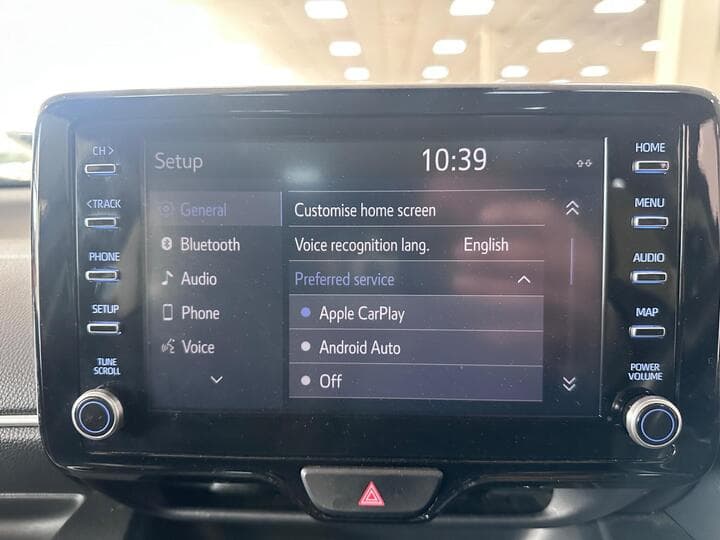 CH >
<TRACK
PHONE
SETUP
TUNE
SCROLL
Setup
10:39
General
Bluetooth
Audio
Phone
Voice
Customise home screen
Voice recognition lang. English
Preferred service
Apple CarPlay
Android Auto
Off
HOME
MENU
AUDIO
MAP
POWER
VOLUME